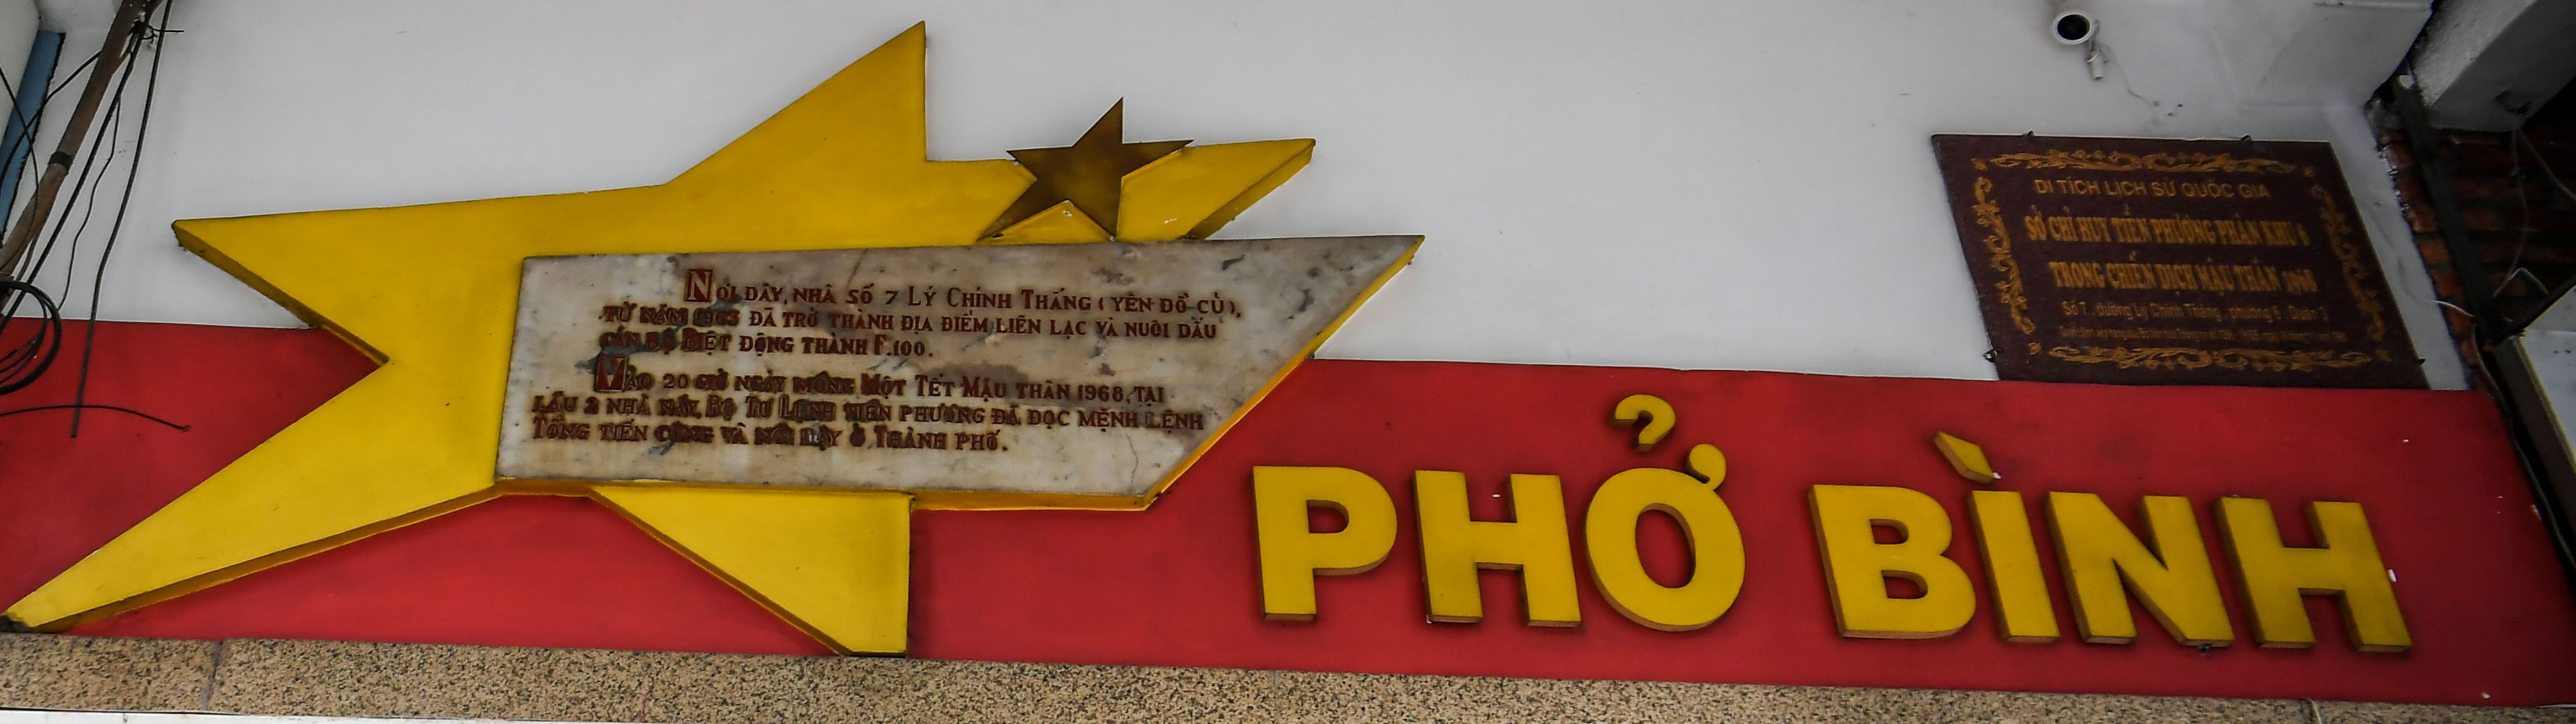 NƠI ĐÂY, NHÀ SỐ 7 LÝ CHÍNH THẮNG (YÊN ĐỔ CŨ),
TỪ NĂM 1963 ĐÃ TRỞ THÀNH ĐỊA ĐIỂM LIÊN LẠC VÀ NUÔI DẤU
CÁN BỘ BIỆT ĐỘNG THÀNH F.100.
VÀO 20 GIỜ NGÀY MỒNG MỘT TẾT MẬU THÂN 1968, TẠI
LẦU 2 NHÀ NÀY, BỘ TƯ LỆNH TIỀN PHƯƠNG ĐÃ ĐỌC MỆNH LỆNH
TỔNG TIẾN CÔNG VÀ NỔI DẬY Ở THÀNH PHỐ.
DI TÍCH LỊCH SỬ QUỐC GIA
SỞ CHỈ HUY TIỀN PHƯƠNG PHÂN KHU 6
TRONG CHIẾN DỊCH MẬU THÂN 1968
Số 7, đường Lý Chính Thắng, phường 8, Quận 3
PHỞ BÌNH